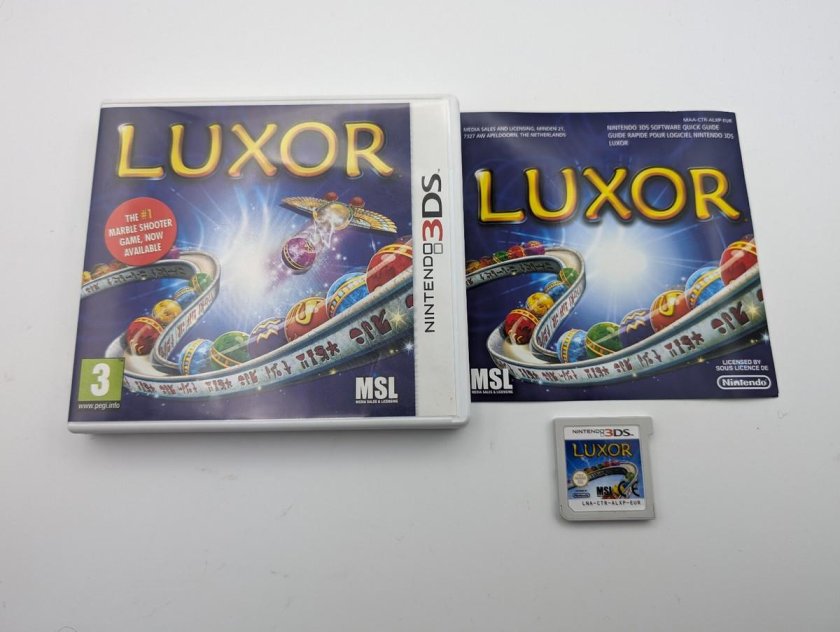 LUXOR
THE #1
MARBLE SHOOTER
GAME, NOW
AVAILABLE
3
www.pegi.info
MSL
MEDIA SALES & LICENSING
NINTENDO 3DS
MAA-CTR-ALXP-EUR
MEDIA SALES AND LICENSING, MINDEN 21,
7327 AW APELDOORN, THE NETHERLANDS
NINTENDO 3DS SOFTWARE QUICK GUIDE
GUIDE RAPIDE POUR LOGICIEL NINTENDO 3DS
LUXOR
LUXOR
MSL
MEDIA SALES & LICENSING
LICENSED BY
SOUS LICENCE DE
Nintendo
NINTENDO 3DS
LUXOR
MSL
LNA-CTR-ALXP-EUR